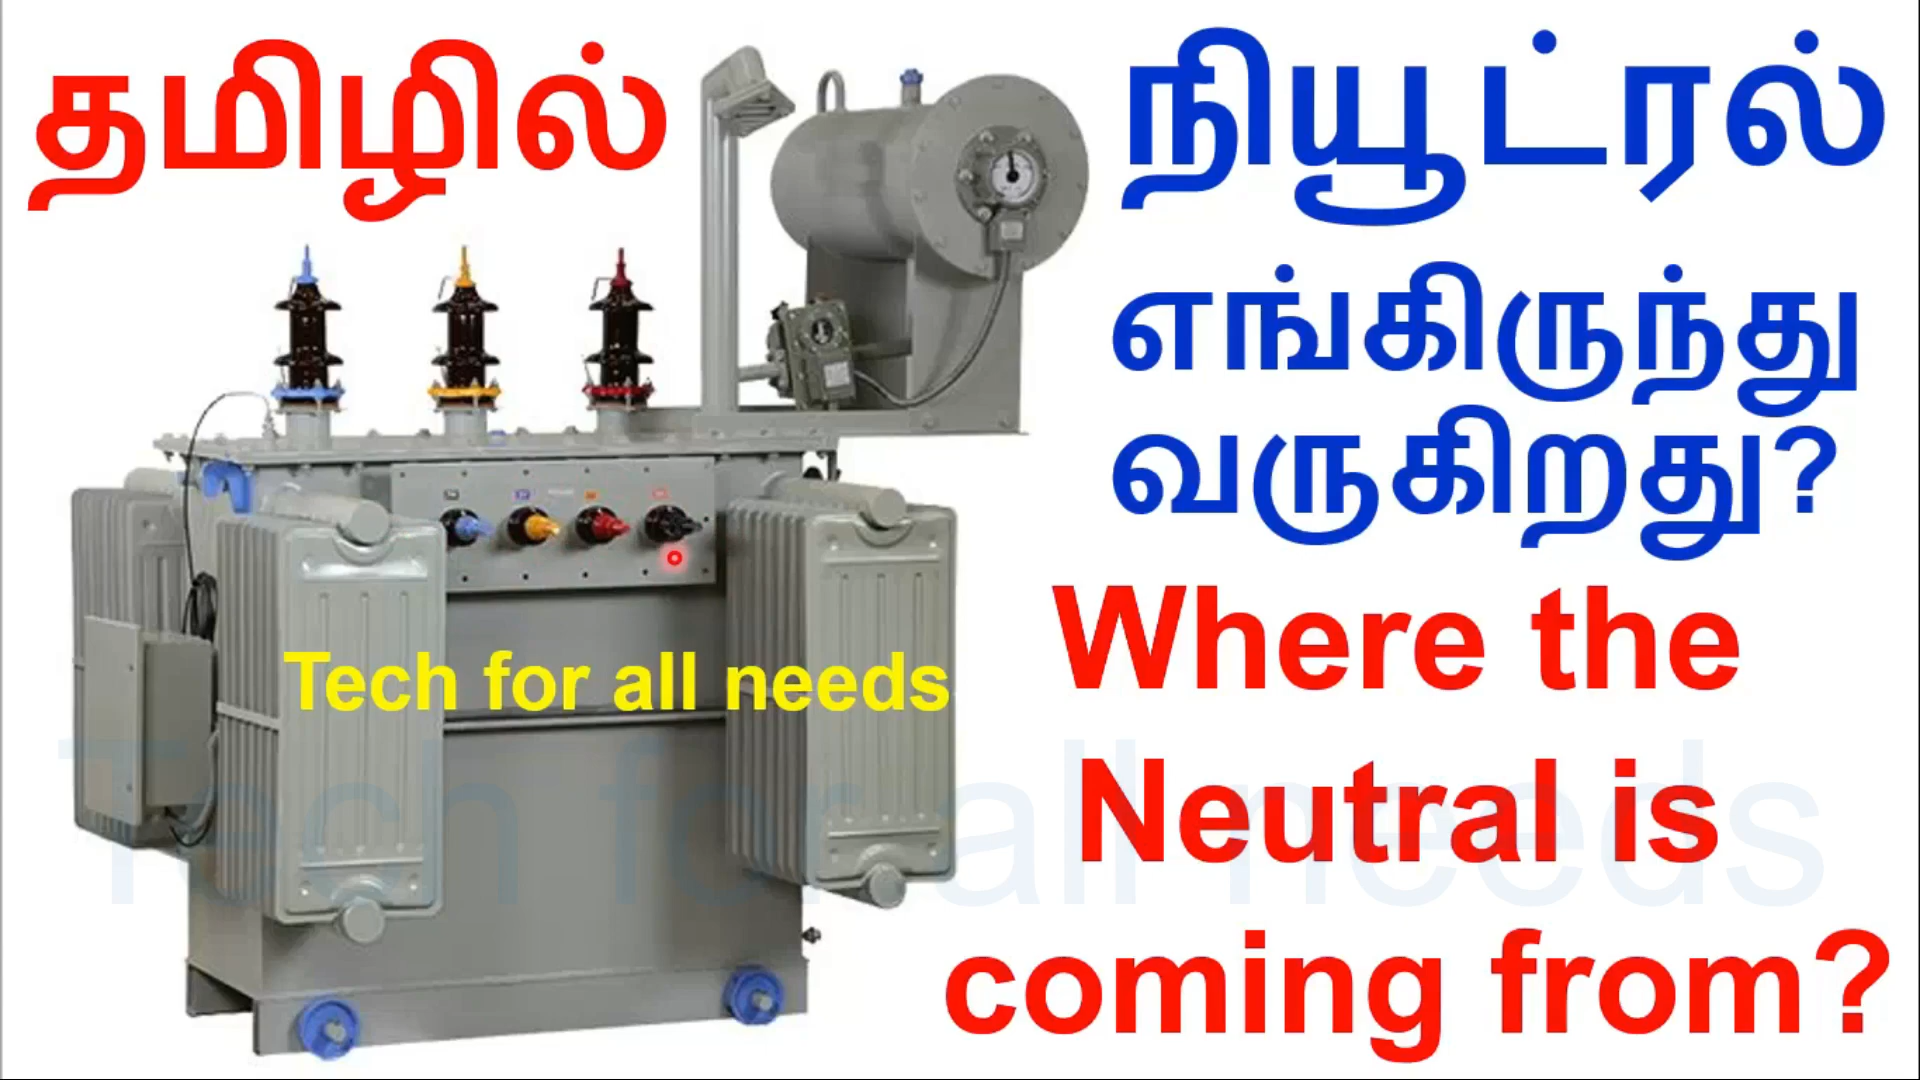 தமிழில்
நியூட்ரல்
எங்கிருந்து
வருகிறது?
Where the
Neutral is
coming from?
Tech for all needs
Tech for all needs